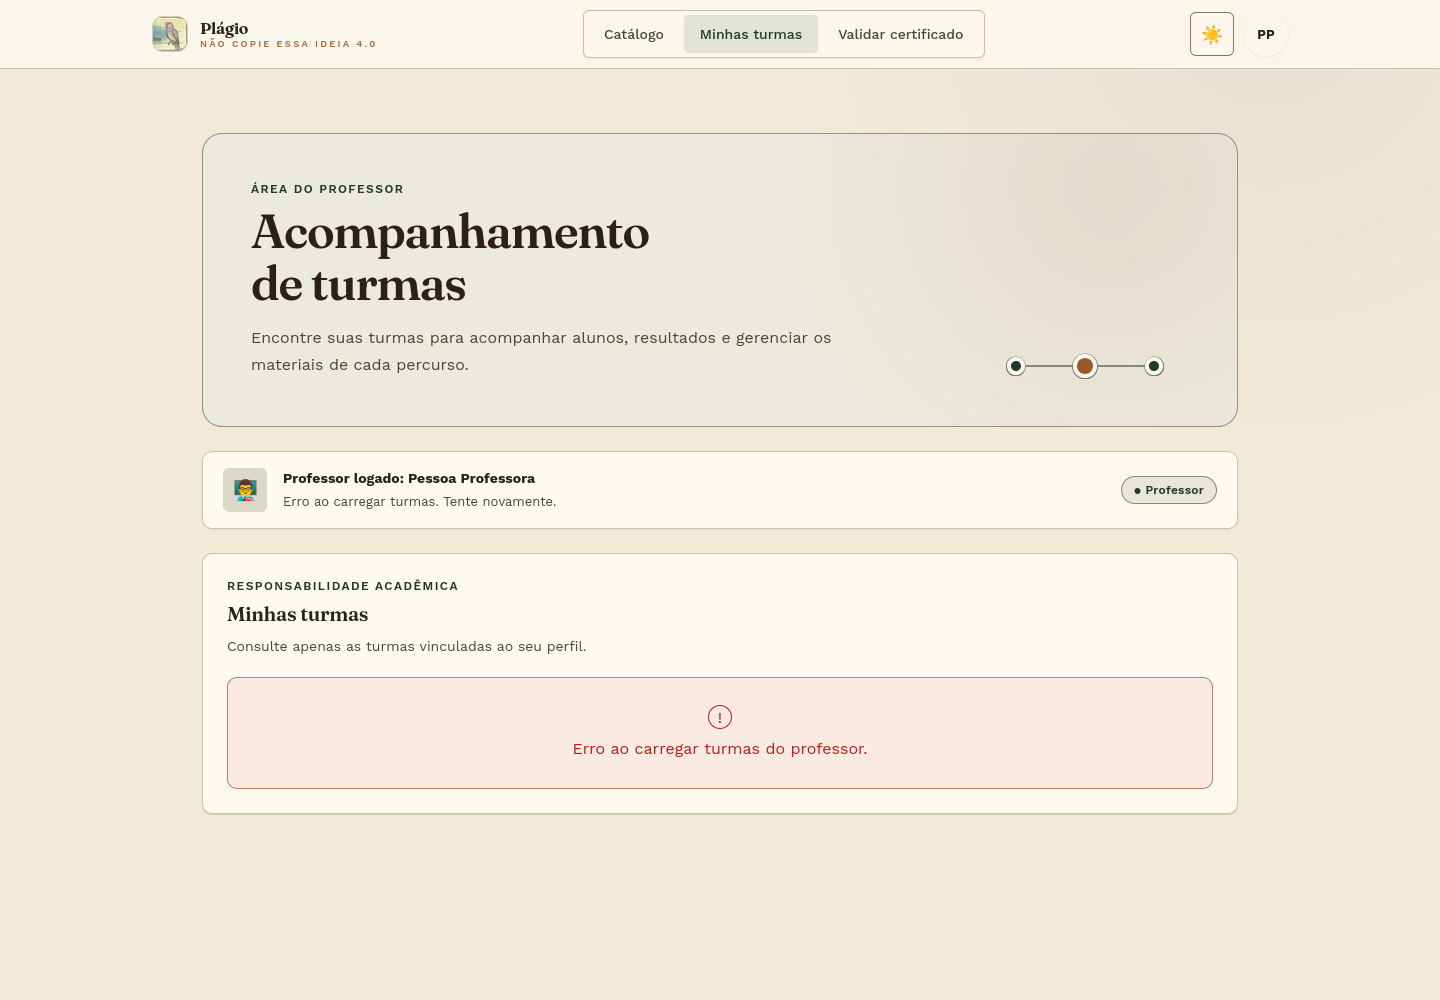 Plágio
NÃO COPIE ESSA IDEIA 4.0
Catálogo
Minhas turmas
Validar certificado
PP
ÁREA DO PROFESSOR
Acompanhamento
de turmas
Encontre suas turmas para acompanhar alunos, resultados e gerenciar os
materiais de cada percurso.
Professor logado: Pessoa Professora
Erro ao carregar turmas. Tente novamente.
● Professor
RESPONSABILIDADE ACADÊMICA
Minhas turmas
Consulte apenas as turmas vinculadas ao seu perfil.
!
Erro ao carregar turmas do professor.